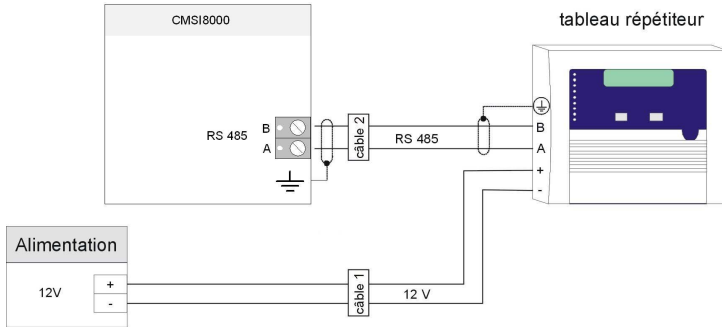 CMSI8000
tableau répétiteur
RS 485
B
A
câble 2
RS 485
B
A
+
-
Alimentation
12V
+
-
câble 1
12 V